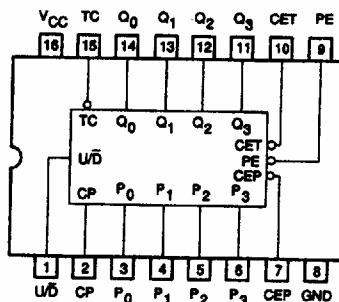 VCC TC Q0 Q1 Q2 Q3 CET PE
16 15 14 13 12 11 10 9
TC Q0 Q1 Q2 Q3
CET
U/D̅ PE
CEP
CP P0 P1 P2 P3
1 2 3 4 5 6 7 8
U/D̅ CP P0 P1 P2 P3 CEP GND